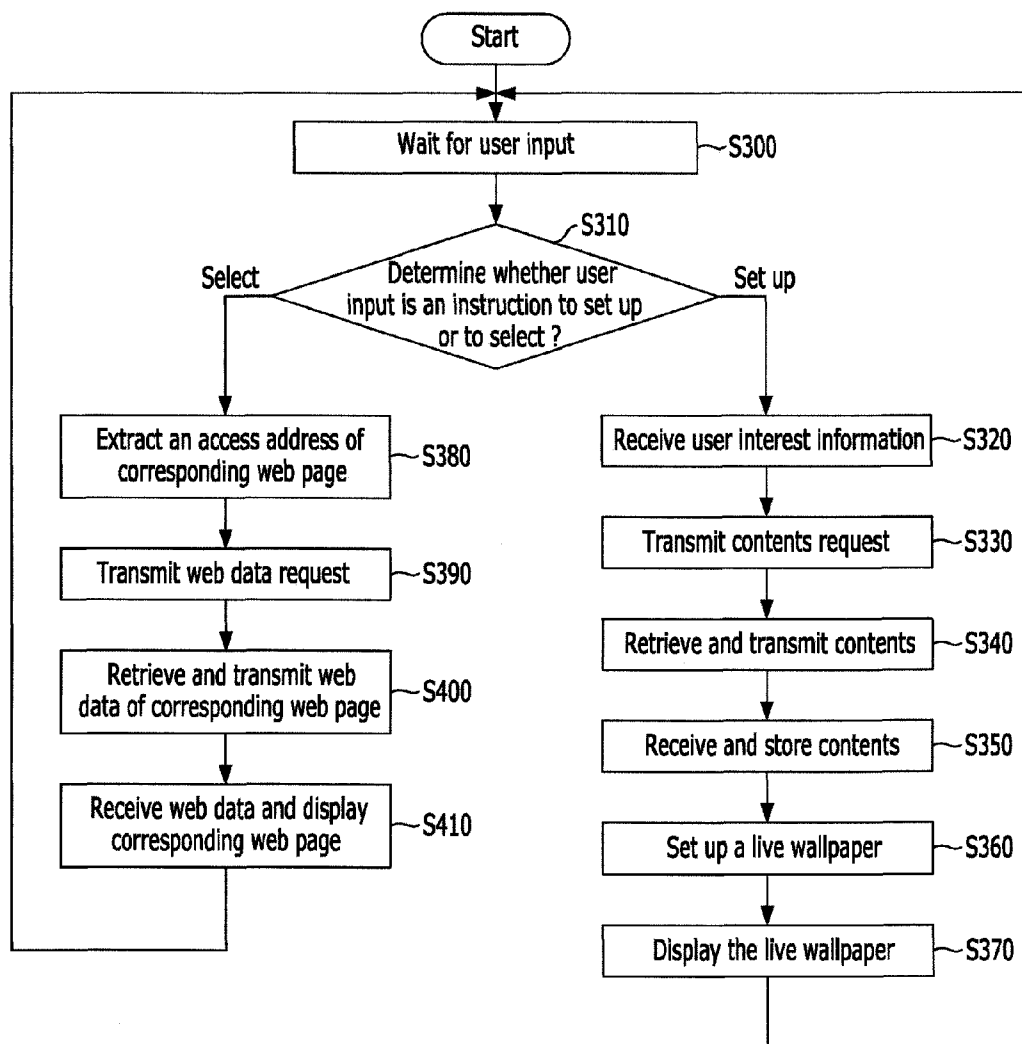 Start
Wait for user input
S300
S310
Select
Determine whether user
input is an instruction to set up
or to select ?
Set up
Extract an access address of
corresponding web page
S380
Transmit web data request
S390
Retrieve and transmit web
data of corresponding web page
S400
Receive web data and display
corresponding web page
S410
Receive user interest information
S320
Transmit contents request
S330
Retrieve and transmit contents
S340
Receive and store contents
S350
Set up a live wallpaper
S360
Display the live wallpaper
S370